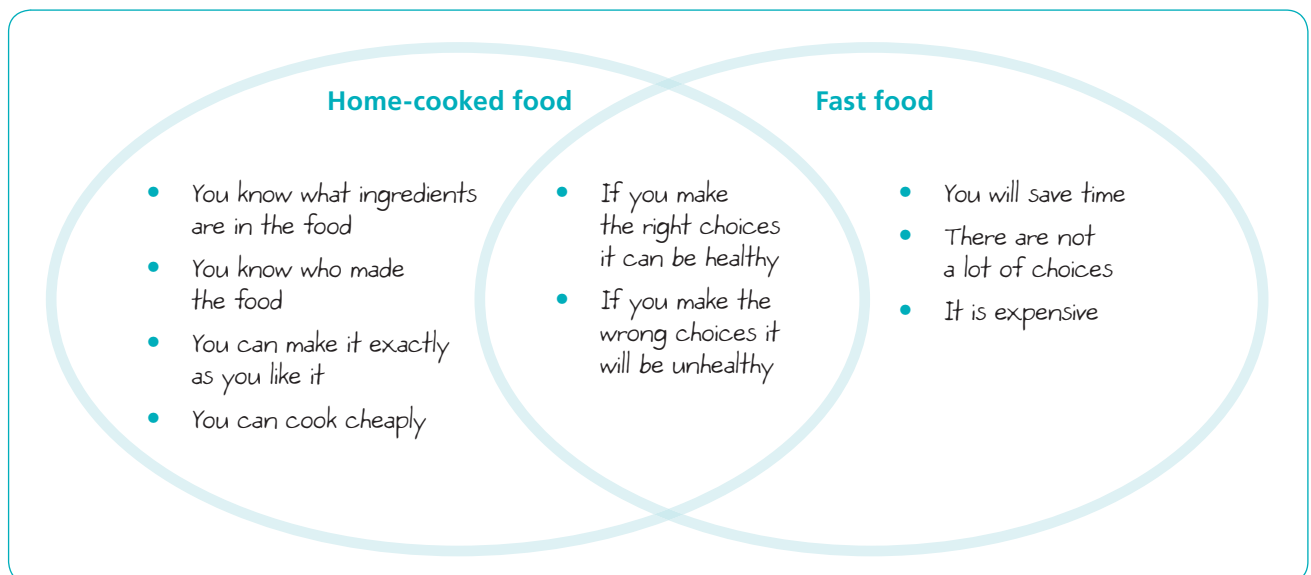 Home-cooked food
• You know what ingredients
are in the food
• You know who made
the food
• You can make it exactly
as you like it
• You can cook cheaply
• If you make
the right choices
it can be healthy
• If you make the
wrong choices it
will be unhealthy
Fast food
• You will save time
• There are not
a lot of choices
• It is expensive